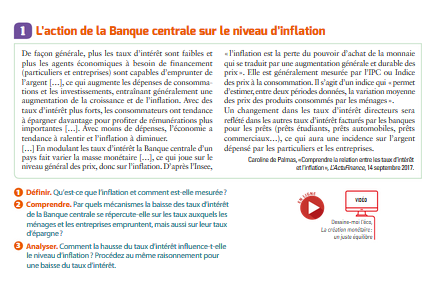 1 L'action de la Banque centrale sur le niveau d'inflation
De façon générale, plus les taux d'intérêt sont faibles et
plus les agents économiques à besoin de financement
(particuliers et entreprises) sont capables d'emprunter de
l'argent [...], ce qui augmente les dépenses de consomma-
tions et les investissements, entraînant généralement une
augmentation de la croissance et de l'inflation. Avec des
taux d'intérêt plus forts, les consommateurs ont tendance
à épargner davantage pour profiter de rémunérations plus
importantes [...]. Avec moins de dépenses, l'économie a
tendance à ralentir et l'inflation à diminuer.
[...] En modulant les taux d'intérêt la Banque centrale d'un
pays fait varier la masse monétaire [...], ce qui joue sur le
niveau général des prix, donc sur l'inflation. D'après l'Insee,
« l'inflation est la perte du pouvoir d'achat de la monnaie
qui se traduit par une augmentation générale et durable des
prix ». Elle est généralement mesurée par l'IPC ou Indice
des prix à la consommation. Il s'agit d'un indice qui « permet
d'estimer, entre deux périodes données, la variation moyenne
des prix des produits consommés par les ménages ».
Un changement dans les taux d'intérêt directeurs sera
reflété dans les autres taux d'intérêt facturés par les banques
pour les prêts (prêts étudiants, prêts automobiles, prêts
commerciaux...), ce qui aura une incidence sur l'argent
dépensé par les particuliers et les entreprises.
Caroline de Palmas, «Comprendre la relation entre les taux d'intérêt
et l'inflation », L'ActuFinance, 14 septembre 2017.
1 Définir. Qu'est-ce que l'inflation et comment est-elle mesurée ?
2 Comprendre. Par quels mécanismes la baisse des taux d'intérêt
de la Banque centrale se répercute-elle sur les taux auxquels les
ménages et les entreprises empruntent, mais aussi sur leur taux
d'épargne ?
3 Analyser. Comment la hausse du taux d'intérêt influence-t-elle
le niveau d'inflation ? Procédez au même raisonnement pour
une baisse du taux d'intérêt.
EN LIGNE
VIDÉO
Dessine-moi l'éco,
La création monétaire :
un juste équilibre